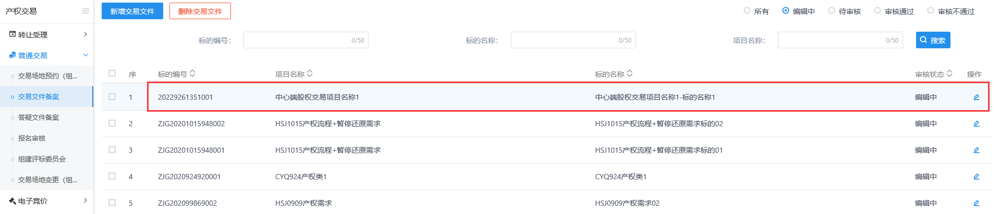 产权交易
转让受理
普通交易
交易场地预约（组...
交易文件备案
答疑文件备案
报名审核
组建评标委员会
交易场地变更（组...
电子竞价
新增交易文件 删除交易文件 所有 编辑中 待审核 审核通过 审核不通过
标的编号： 0/50 标的名称： 0/50 项目名称： 0/50 搜索
序 标的编号 项目名称 标的名称 审核状态 操作
1 20229261351001 中心端股权交易项目名称1 中心端股权交易项目名称1-标的名称1 编辑中
2 ZJG20201015948002 HSJ1015产权流程+暂停还原需求 HSJ1015产权流程+暂停还原需求标的02 编辑中
3 ZJG20201015948001 HSJ1015产权流程+暂停还原需求 HSJ1015产权流程+暂停还原需求标的01 编辑中
4 ZJG2020924920001 CYQ924产权类1 CYQ924产权类1 编辑中
5 ZJG202099869002 HSJ0909产权需求 HSJ0909产权需求02 编辑中